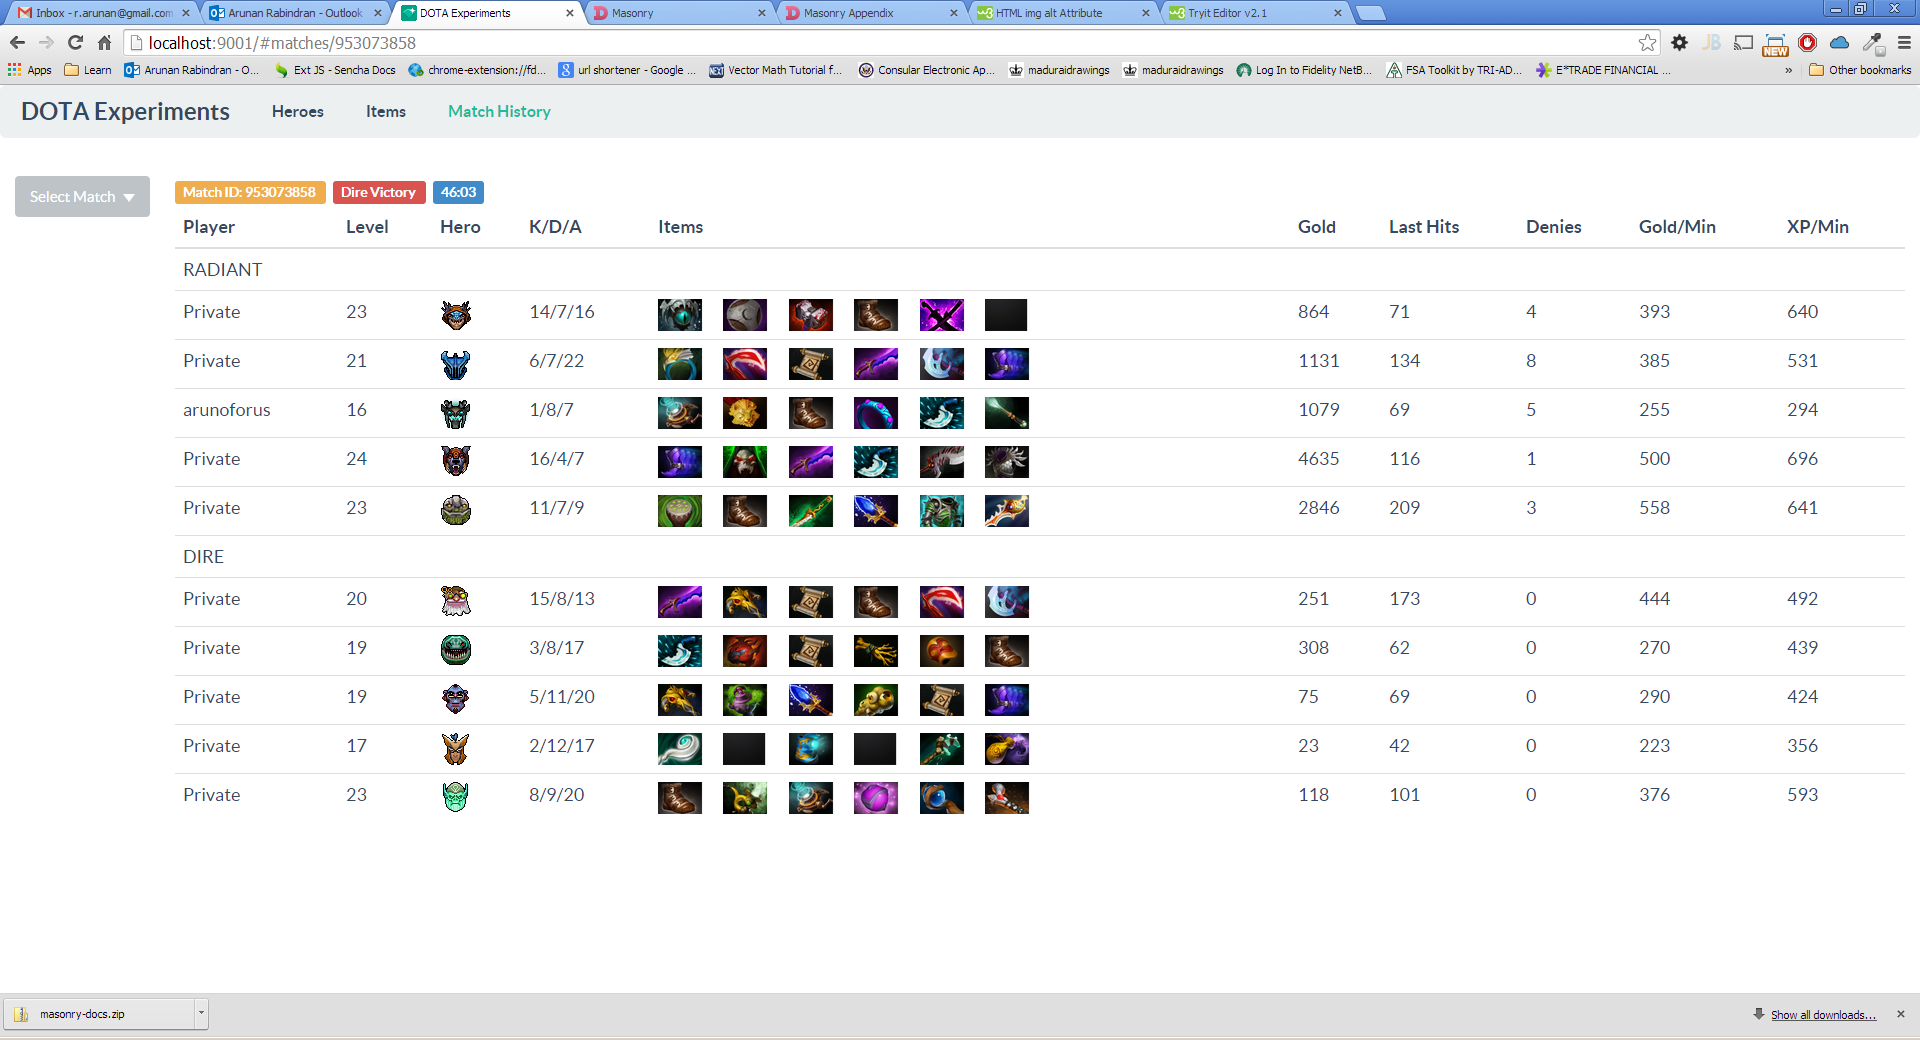 Inbox - r.arunan@gmail.com
Arunan Rabindran - Outlook
DOTA Experiments
Masonry
Masonry Appendix
HTML img alt Attribute
Tryit Editor v2.1
localhost:9001/#matches/953073858
Apps
Learn
Arunan Rabindran - O...
Ext JS - Sencha Docs
chrome-extension://fd...
url shortener - Google ...
Vector Math Tutorial f...
Consular Electronic Ap...
maduraidrawings
maduraidrawings
Log In to Fidelity NetB...
FSA Toolkit by TRI-AD...
E*TRADE FINANCIAL ...
»
Other bookmarks
DOTA Experiments Heroes Items Match History
Select Match
Match ID: 953073858 Dire Victory 46:03
Player Level Hero K/D/A Items Gold Last Hits Denies Gold/Min XP/Min
RADIANT
Private 23 14/7/16 864 71 4 393 640
Private 21 6/7/22 1131 134 8 385 531
arunoforus 16 1/8/7 1079 69 5 255 294
Private 24 16/4/7 4635 116 1 500 696
Private 23 11/7/9 2846 209 3 558 641
DIRE
Private 20 15/8/13 251 173 0 444 492
Private 19 3/8/17 308 62 0 270 439
Private 19 5/11/20 75 69 0 290 424
Private 17 2/12/17 23 42 0 223 356
Private 23 8/9/20 118 101 0 376 593
masonry-docs.zip
Show all downloads...